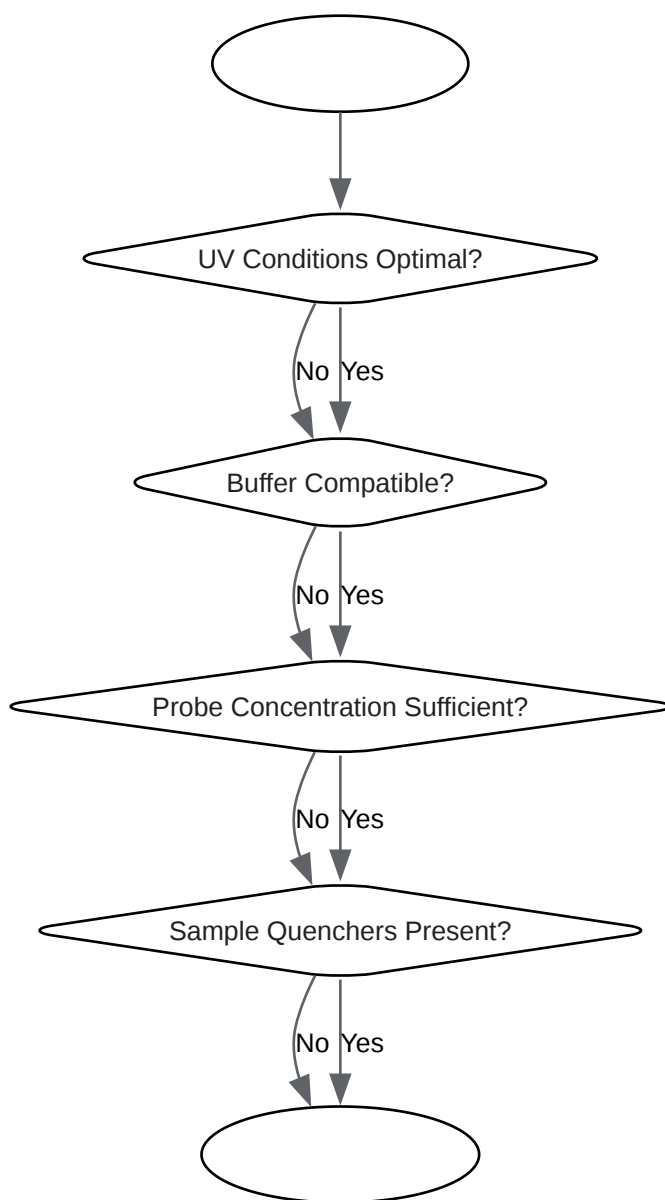 UV Conditions Optimal?
No Yes
Buffer Compatible?
No Yes
Probe Concentration Sufficient?
No Yes
Sample Quenchers Present?
No Yes